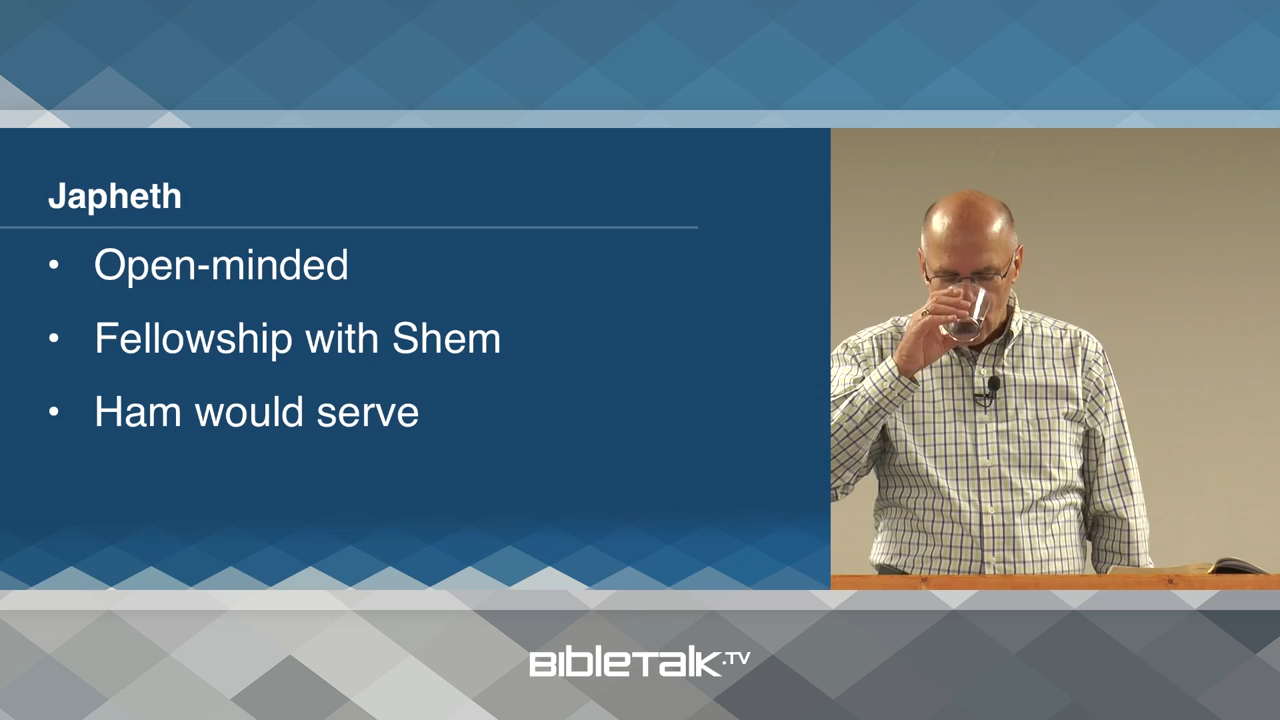 Japheth
• Open-minded
• Fellowship with Shem
• Ham would serve
BIBLETALK.TV